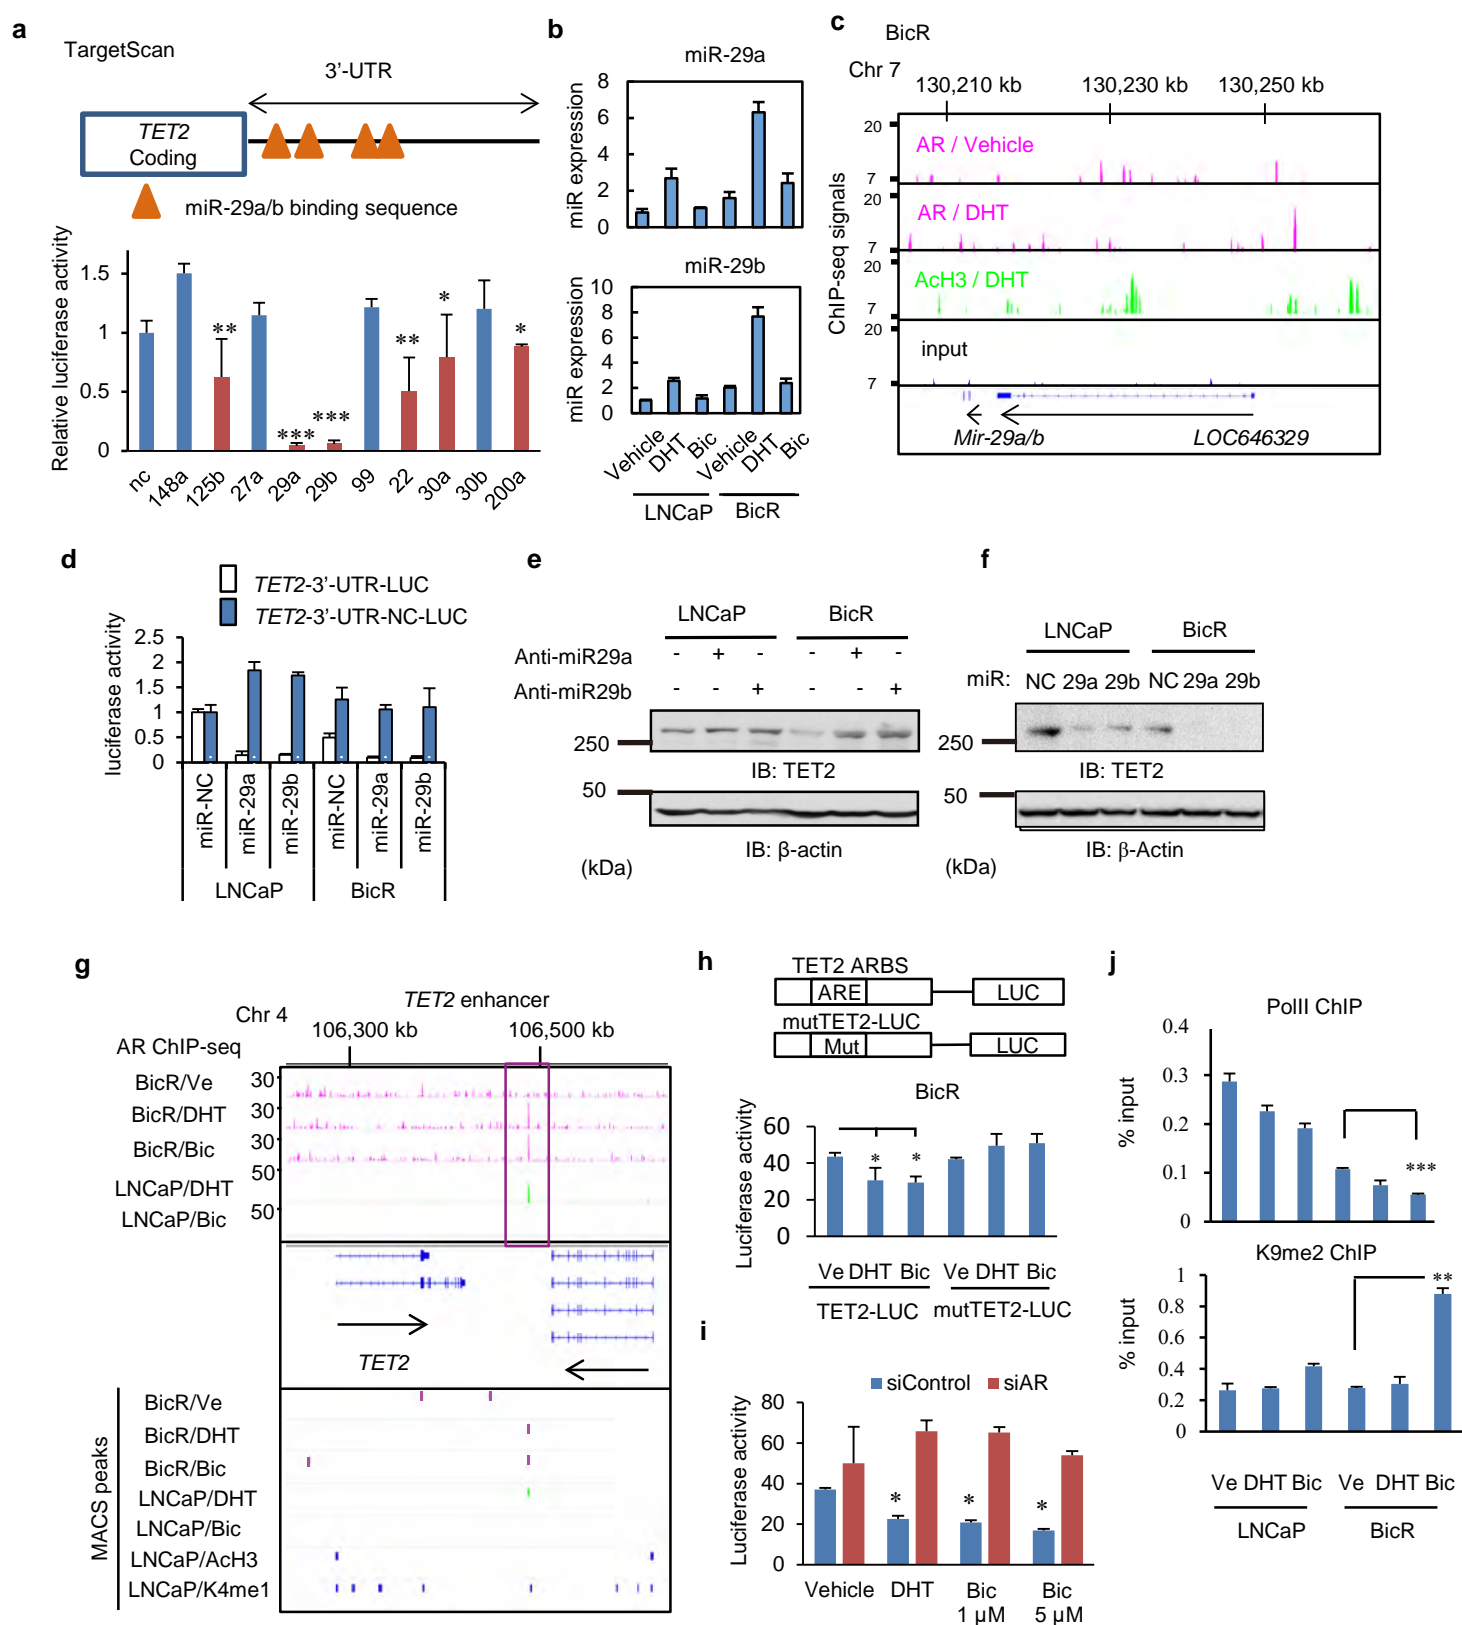 a
TargetScan
3'-UTR
TET2
Coding
miR-29a/b binding sequence
Relative luciferase activity
1.5
1
0.5
0
**
***
***
**
*
*
nc
148a
125b
27a
29a
29b
99
22
30a
30b
200a
b
miR-29a
miR expression
8
6
4
2
0
miR-29b
miR expression
10
8
6
4
2
0
Vehicle
DHT
Bic
Vehicle
DHT
Bic
LNCaP
BicR
c
BicR
Chr 7
130,210 kb
130,230 kb
130,250 kb
ChIP-seq signals
20
AR / Vehicle
7
20
AR / DHT
7
20
AcH3 / DHT
7
20
input
7
Mir-29a/b
LOC646329
d
TET2-3'-UTR-LUC
TET2-3'-UTR-NC-LUC
luciferase activity
2.5
2
1.5
1
0.5
0
miR-NC
miR-29a
miR-29b
miR-NC
miR-29a
miR-29b
LNCaP
BicR
e
LNCaP
BicR
Anti-miR29a - + - - + -
Anti-miR29b - - + - - +
250
IB: TET2
50
IB: β-actin
(kDa)
f
LNCaP
BicR
miR: NC 29a 29b NC 29a 29b
250
IB: TET2
50
IB: β-Actin
(kDa)
g
TET2 enhancer
Chr 4
106,300 kb
106,500 kb
AR ChIP-seq
BicR/Ve
30
BicR/DHT
30
BicR/Bic
30
LNCaP/DHT
50
LNCaP/Bic
50
TET2
MACS peaks
BicR/Ve
BicR/DHT
BicR/Bic
LNCaP/DHT
LNCaP/Bic
LNCaP/AcH3
LNCaP/K4me1
h
TET2 ARBS
ARE
LUC
mutTET2-LUC
Mut
LUC
BicR
Luciferase activity
60
40
20
0
*
*
Ve DHT Bic
Ve DHT Bic
TET2-LUC
mutTET2-LUC
i
siControl
siAR
Luciferase activity
80
60
40
20
0
*
*
*
Vehicle
DHT
Bic
1 µM
Bic
5 µM
j
PolII ChIP
% input
0.4
0.3
0.2
0.1
0
***
K9me2 ChIP
% input
1
0.8
0.6
0.4
0.2
0
**
Ve DHT Bic
Ve DHT Bic
LNCaP
BicR